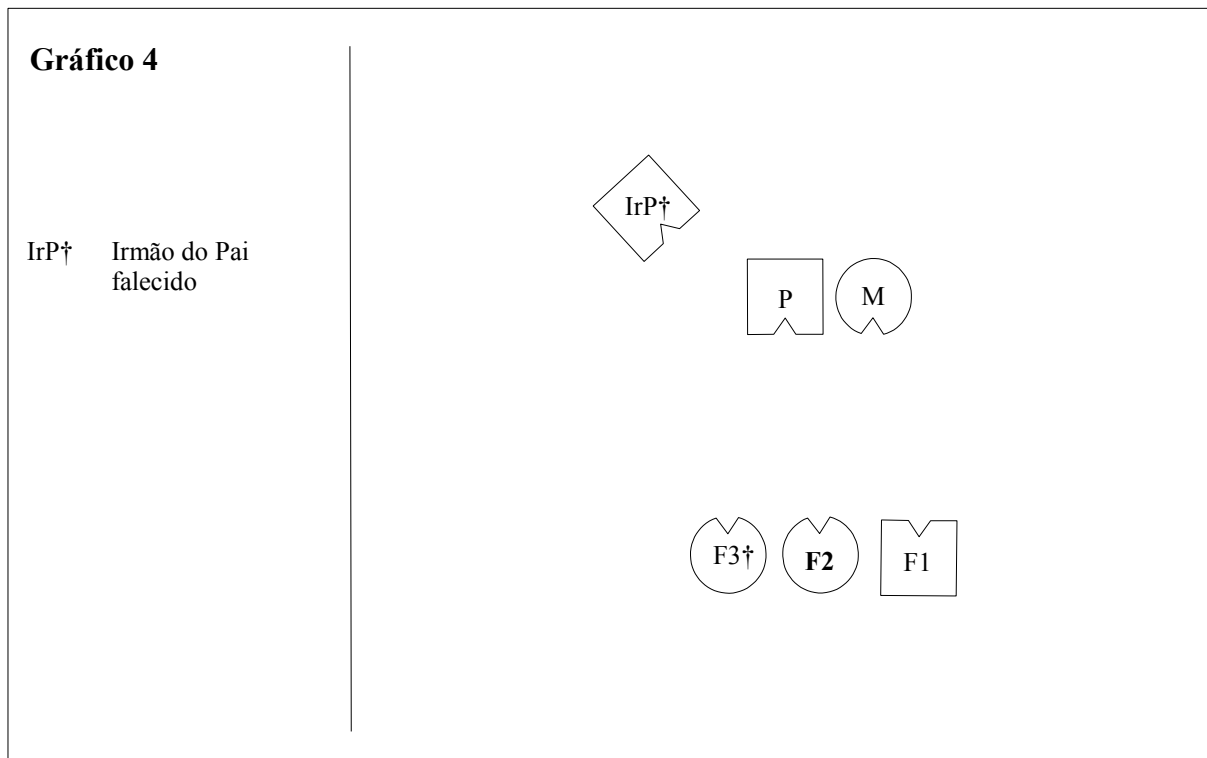 Gráfico 4
IrP† Irmão do Pai
falecido
IrP†
P M
F3† F2 F1